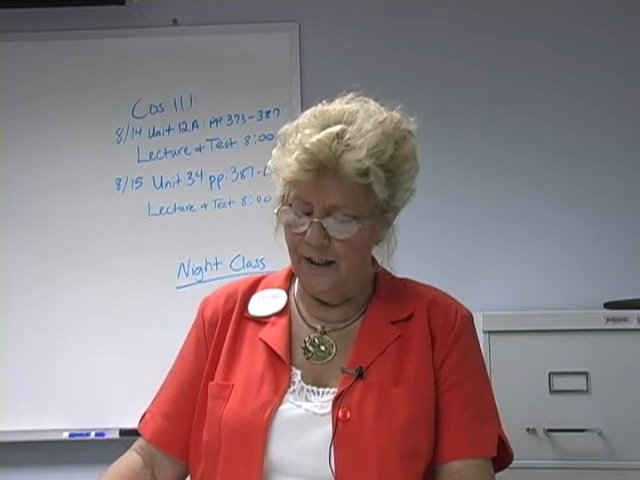 Cos 111
8/14 Unit 12A: pp 373-387
Lecture & Test 8:00
8/15 Unit 34 pp. 387-
Lecture & Test 8:00
Night Class